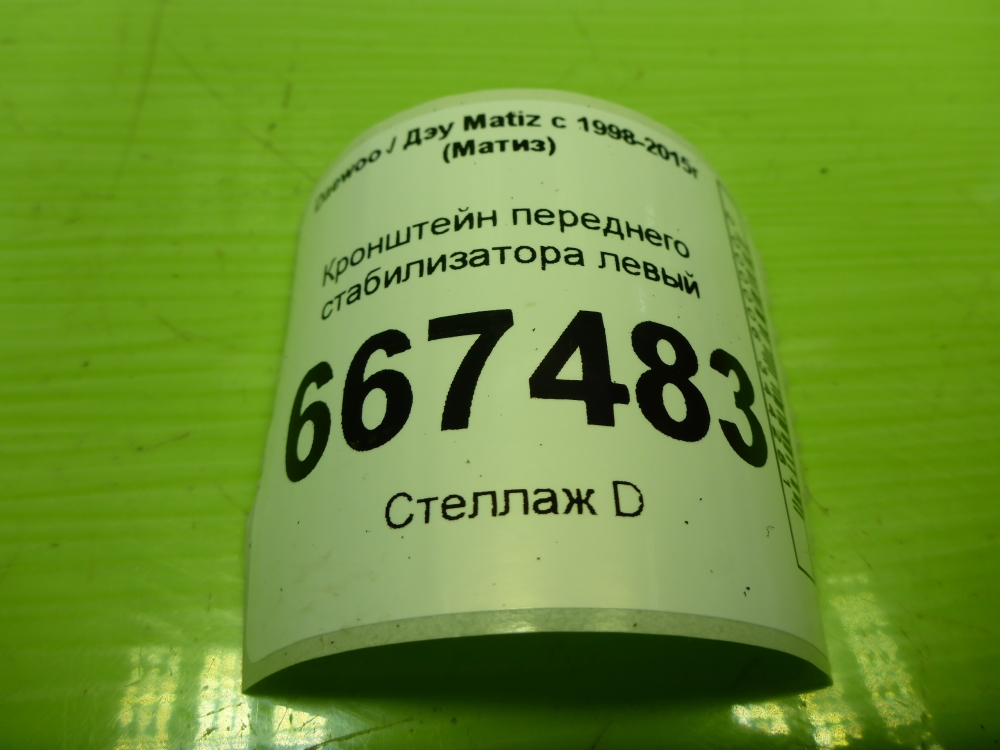 Daewoo / Дэу Matiz с 1998-2015г
(Матиз)
Кронштейн переднего
стабилизатора левый
667483
Стеллаж D